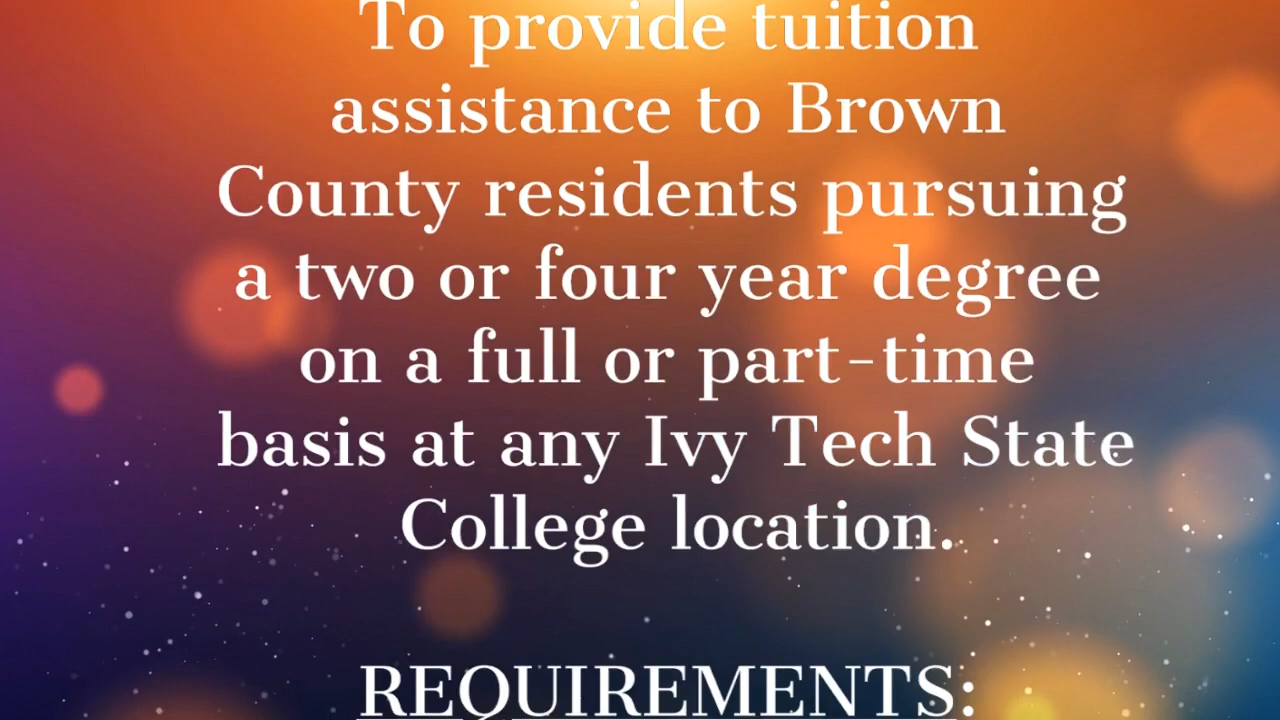 To provide tuition
assistance to Brown
County residents pursuing
a two or four year degree
on a full or part-time
basis at any Ivy Tech State
College location.
REQUIREMENTS: